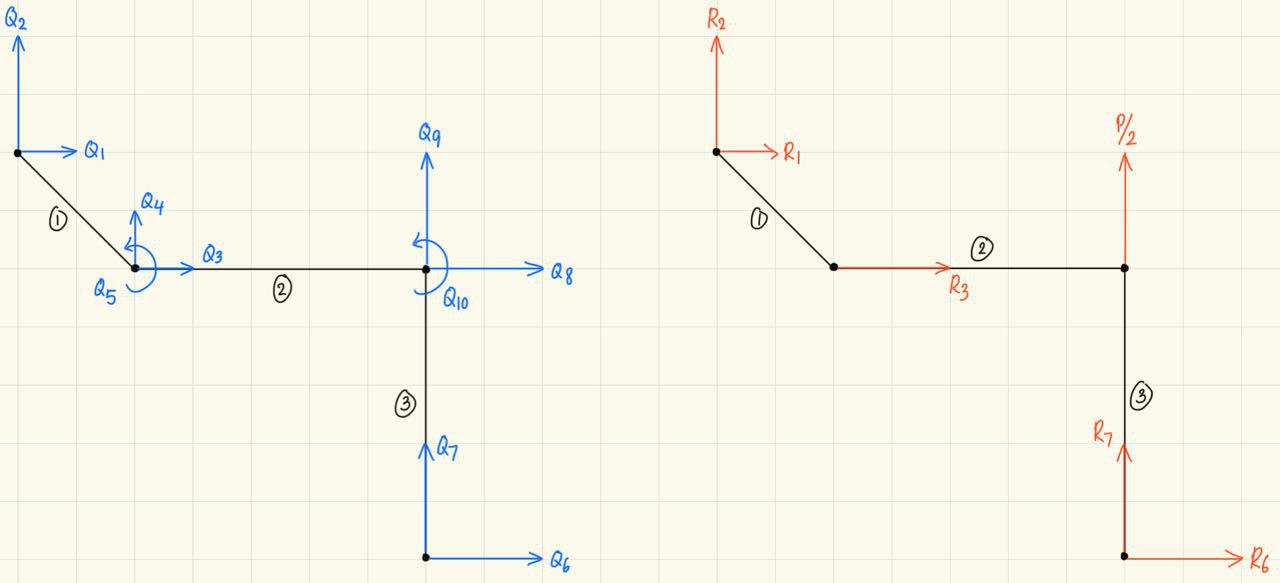 Q2
Q1
①
Q4
Q3
Q5
②
Q9
Q8
Q10
③
Q7
Q6
R2
R1
①
R3
②
P/2
③
R7
R6